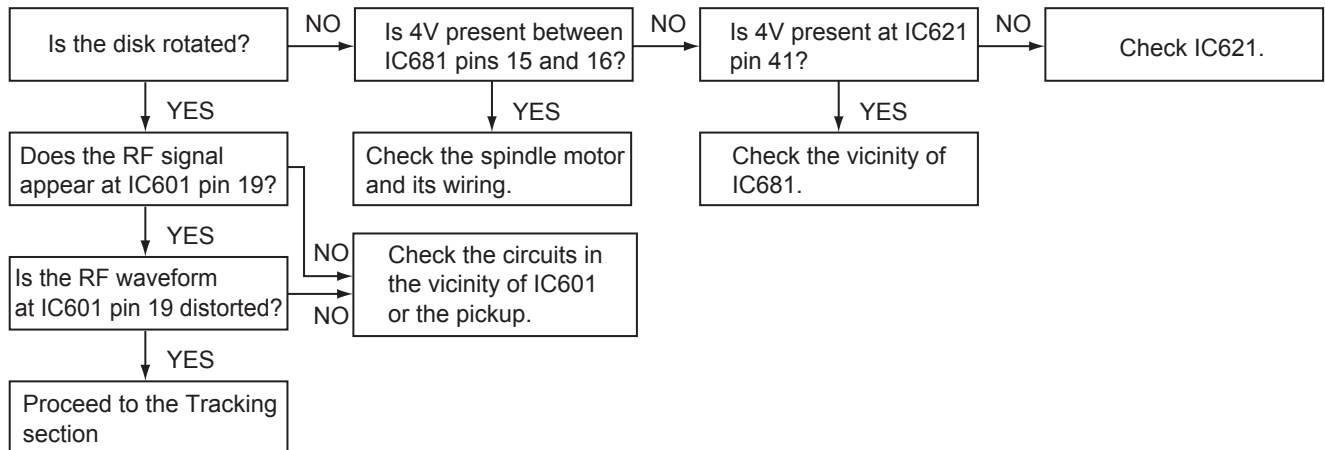 Is the disk rotated?
NO
Is 4V present between
IC681 pins 15 and 16?
NO
Is 4V present at IC621
pin 41?
NO
Check IC621.
YES
YES
YES
Does the RF signal
appear at IC601 pin 19?
Check the spindle motor
and its wiring.
Check the vicinity of
IC681.
YES
NO
Check the circuits in
the vicinity of IC601
or the pickup.
Is the RF waveform
at IC601 pin 19 distorted?
NO
YES
Proceed to the Tracking
section